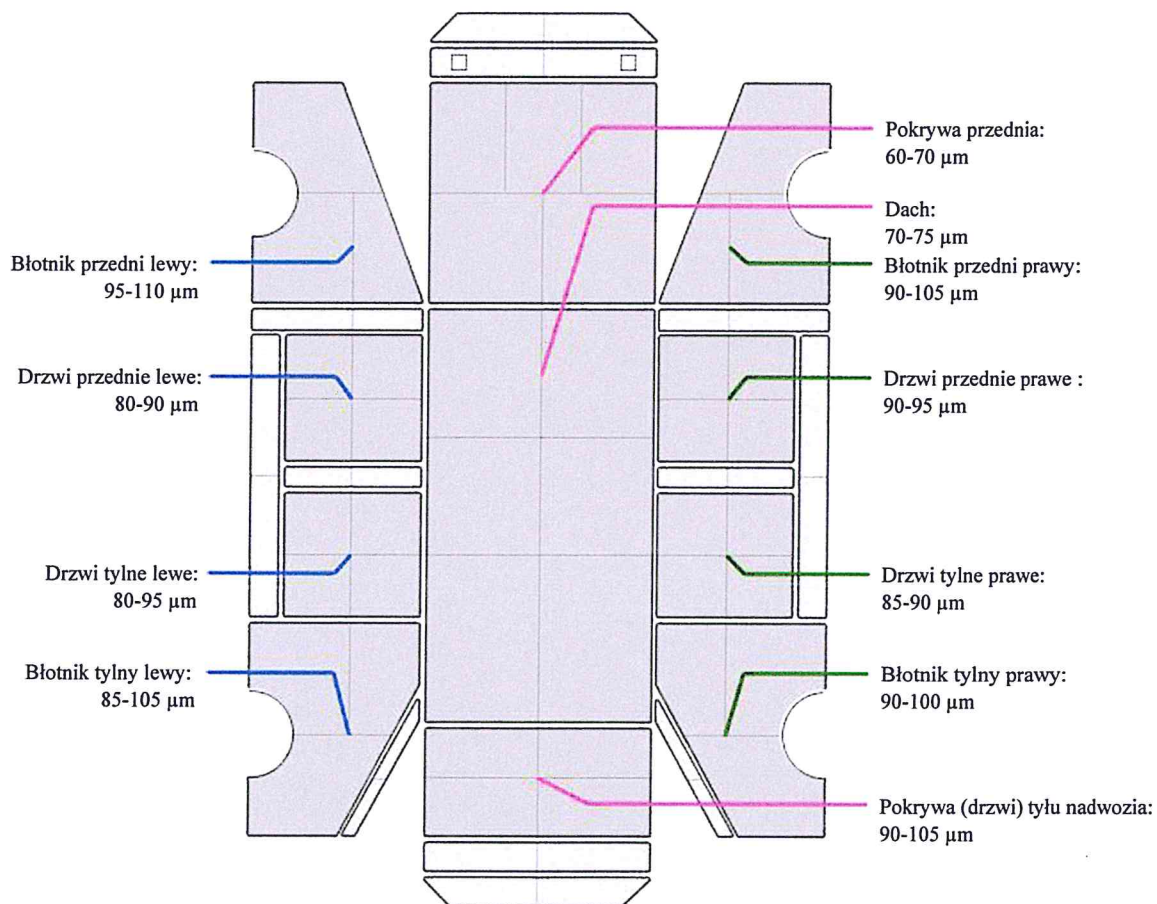 Pokrywa przednia:
60-70 µm
Dach:
70-75 µm
Błotnik przedni lewy:
95-110 µm
Błotnik przedni prawy:
90-105 µm
Drzwi przednie lewe:
80-90 µm
Drzwi przednie prawe :
90-95 µm
Drzwi tylne lewe:
80-95 µm
Drzwi tylne prawe:
85-90 µm
Błotnik tylny lewy:
85-105 µm
Błotnik tylny prawy:
90-100 µm
Pokrywa (drzwi) tyłu nadwozia:
90-105 µm